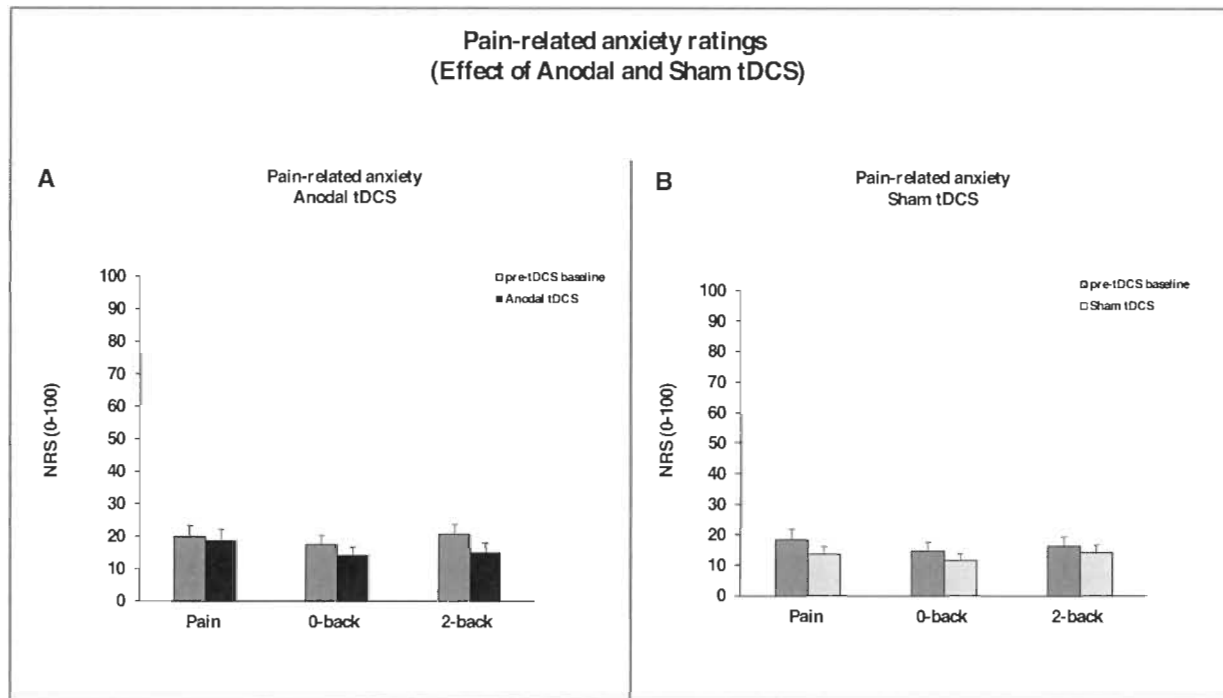 Pain-related anxiety ratings
(Effect of Anodal and Sham tDCS)
A
Pain-related anxiety
Anodal tDCS
pre-tDCS baseline
Anodal tDCS
NRS (0-100)
100
90
80
70
60
50
40
30
20
10
0
Pain 0-back 2-back
B
Pain-related anxiety
Sham tDCS
pre-tDCS baseline
Sham tDCS
NRS (0-100)
100
90
80
70
60
50
40
30
20
10
0
Pain 0-back 2-back